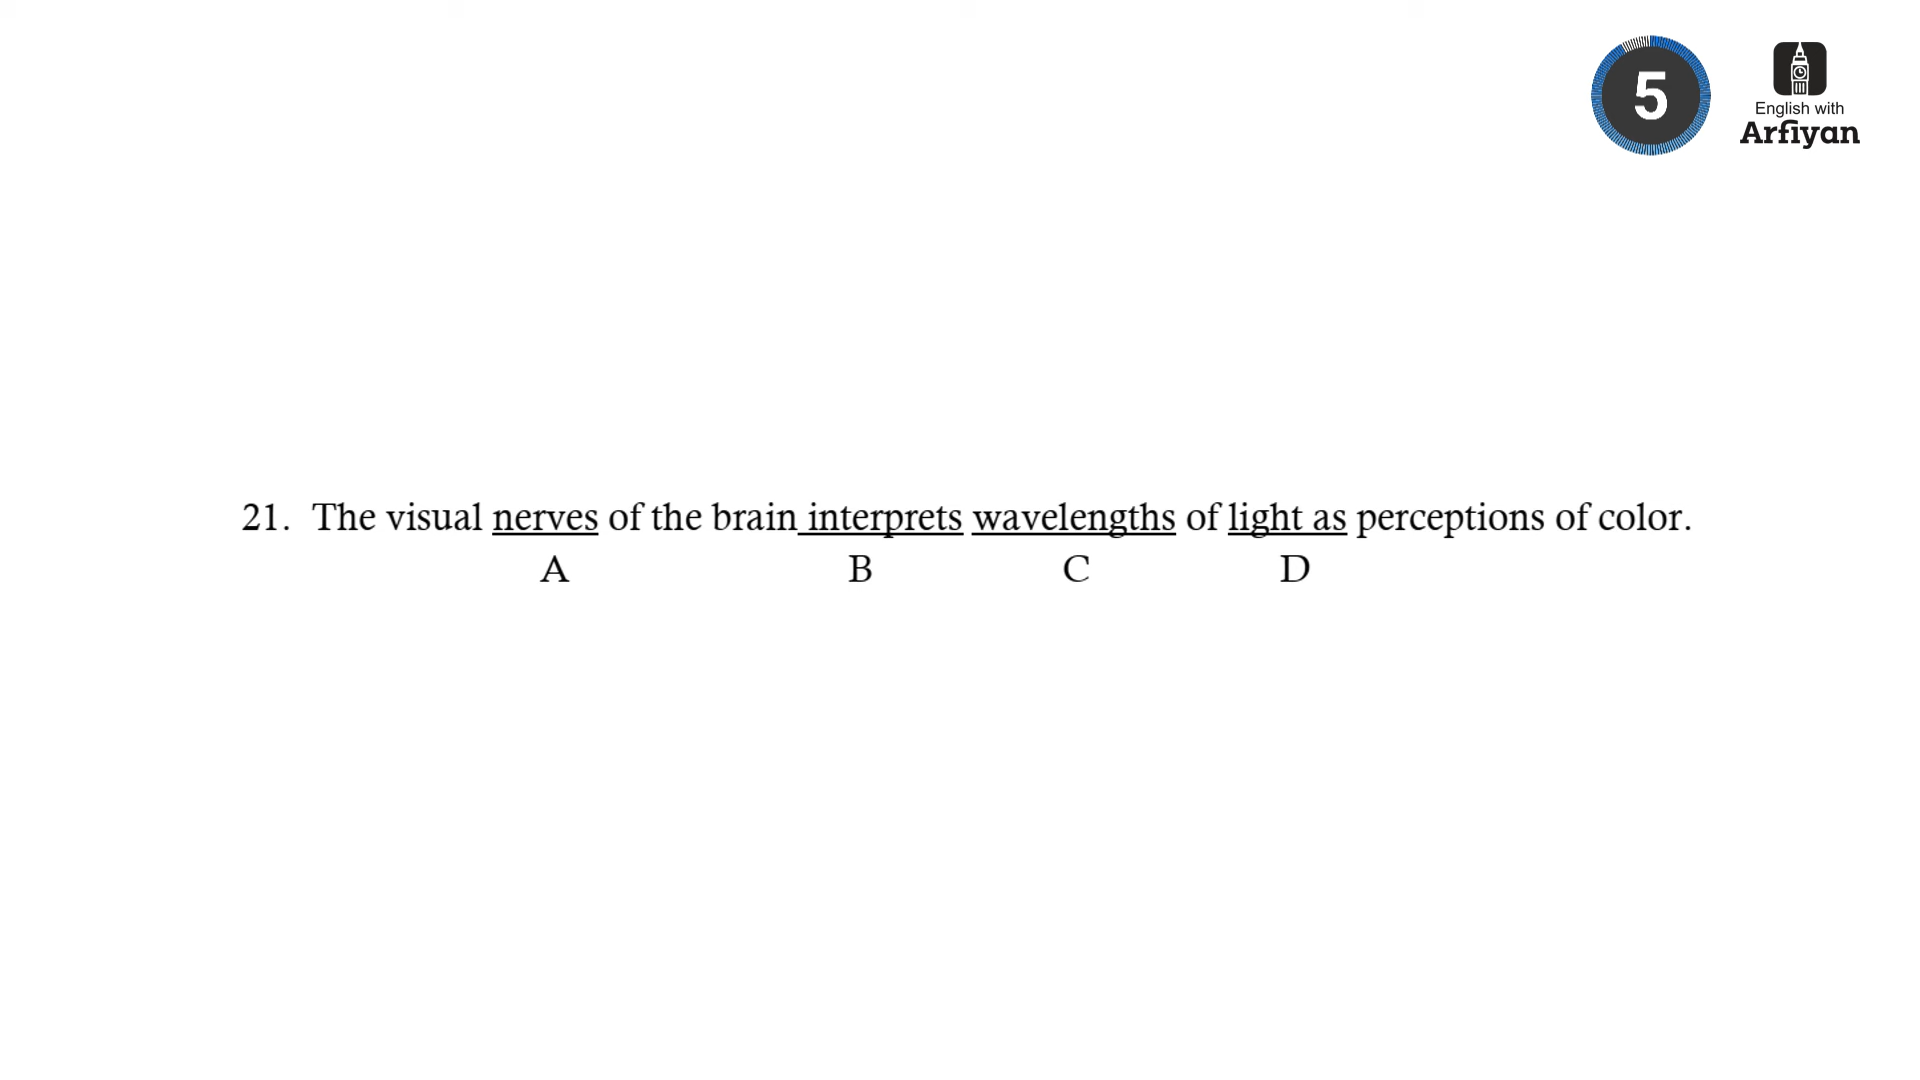 5
English with
Arfiyan
21. The visual nerves of the brain interprets wavelengths of light as perceptions of color.
A B C D